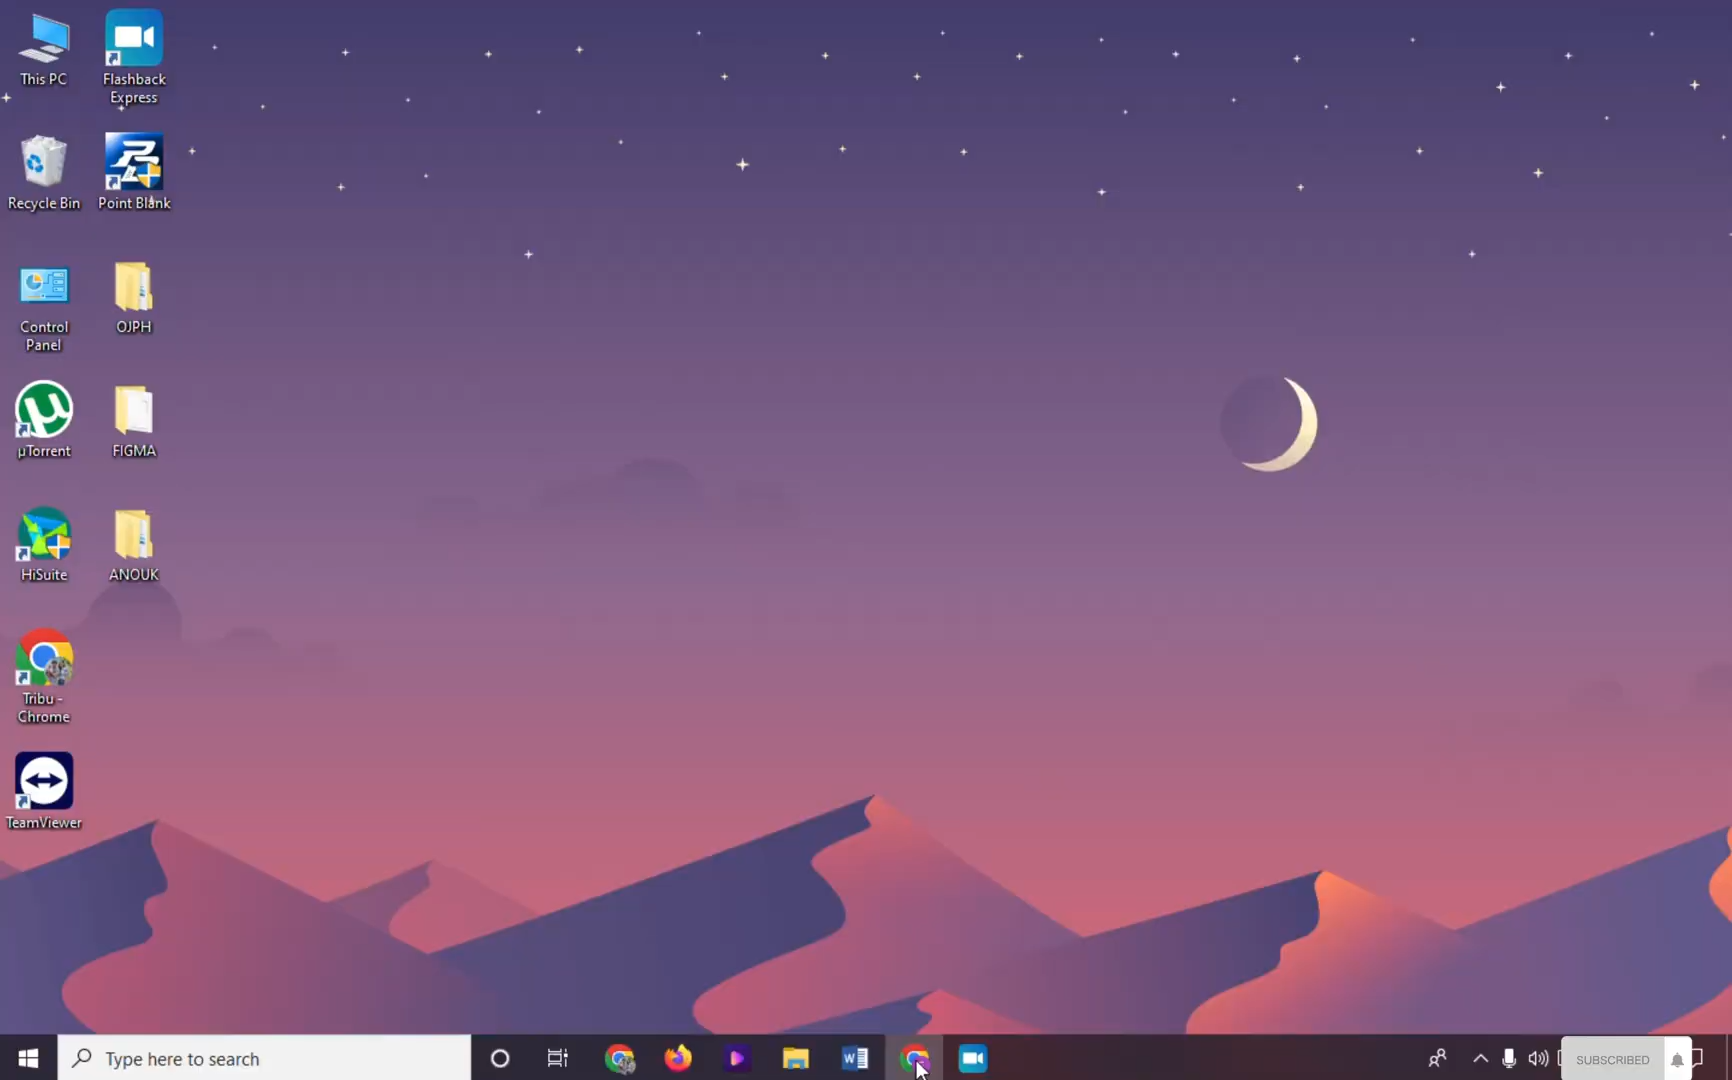 This PC
Flashback
Express
Recycle Bin
Point Blank
Control
Panel
OJPH
µTorrent
FIGMA
HiSuite
ANOUK
Tribu -
Chrome
TeamViewer
Type here to search
SUBSCRIBED